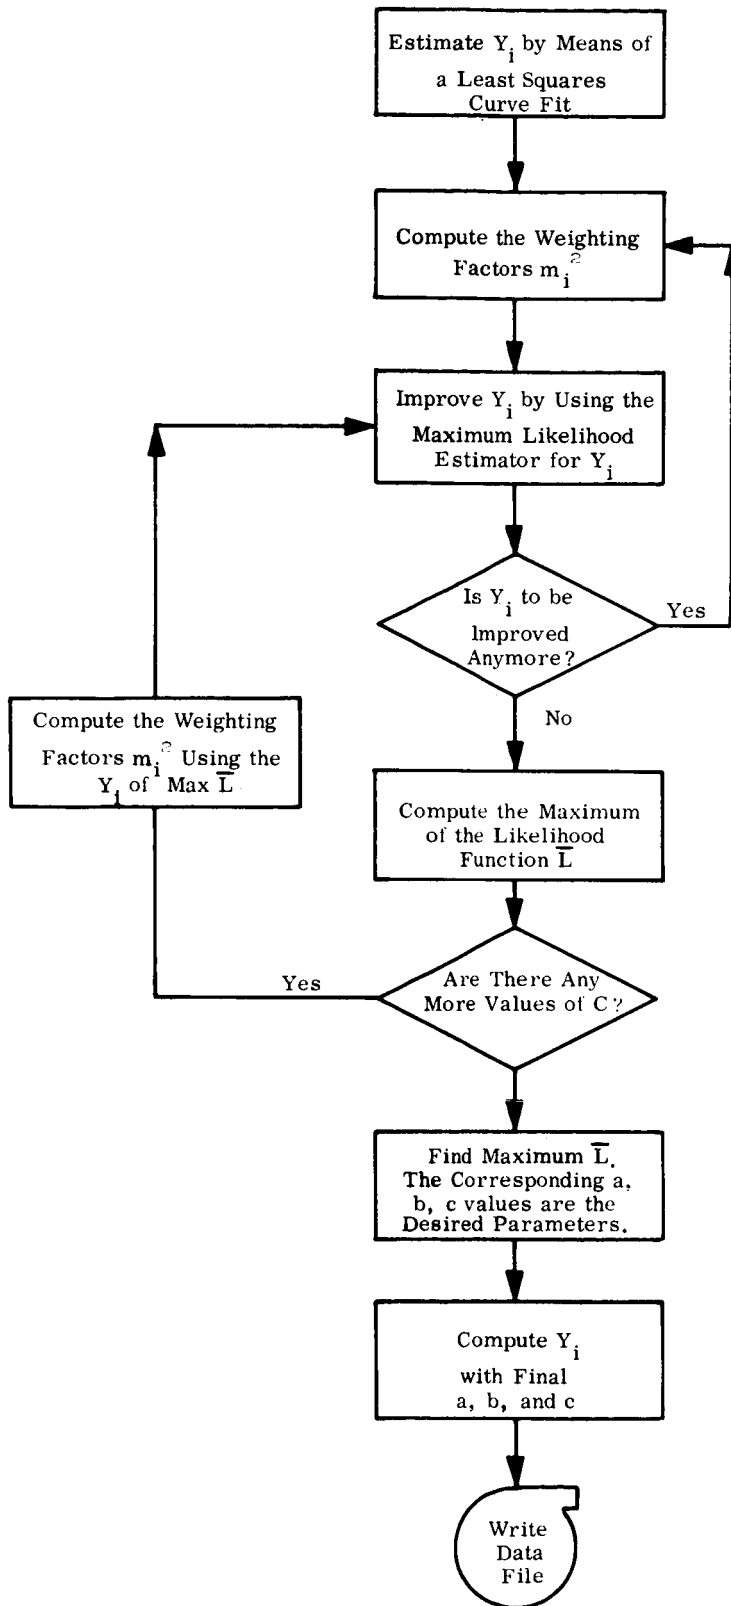 Estimate Y_i by Means of
a Least Squares
Curve Fit
Compute the Weighting
Factors m_i^2
Improve Y_i by Using the
Maximum Likelihood
Estimator for Y_i
Is Y_i to be
Improved
Anymore?
Yes
No
Compute the Weighting
Factors m_i^2 Using the
Y_i of Max L̅
Compute the Maximum
of the Likelihood
Function L̅
Are There Any
More Values of C?
Yes
Find Maximum L̅.
The Corresponding a,
b, c values are the
Desired Parameters.
Compute Y_i
with Final
a, b, and c
Write
Data
File